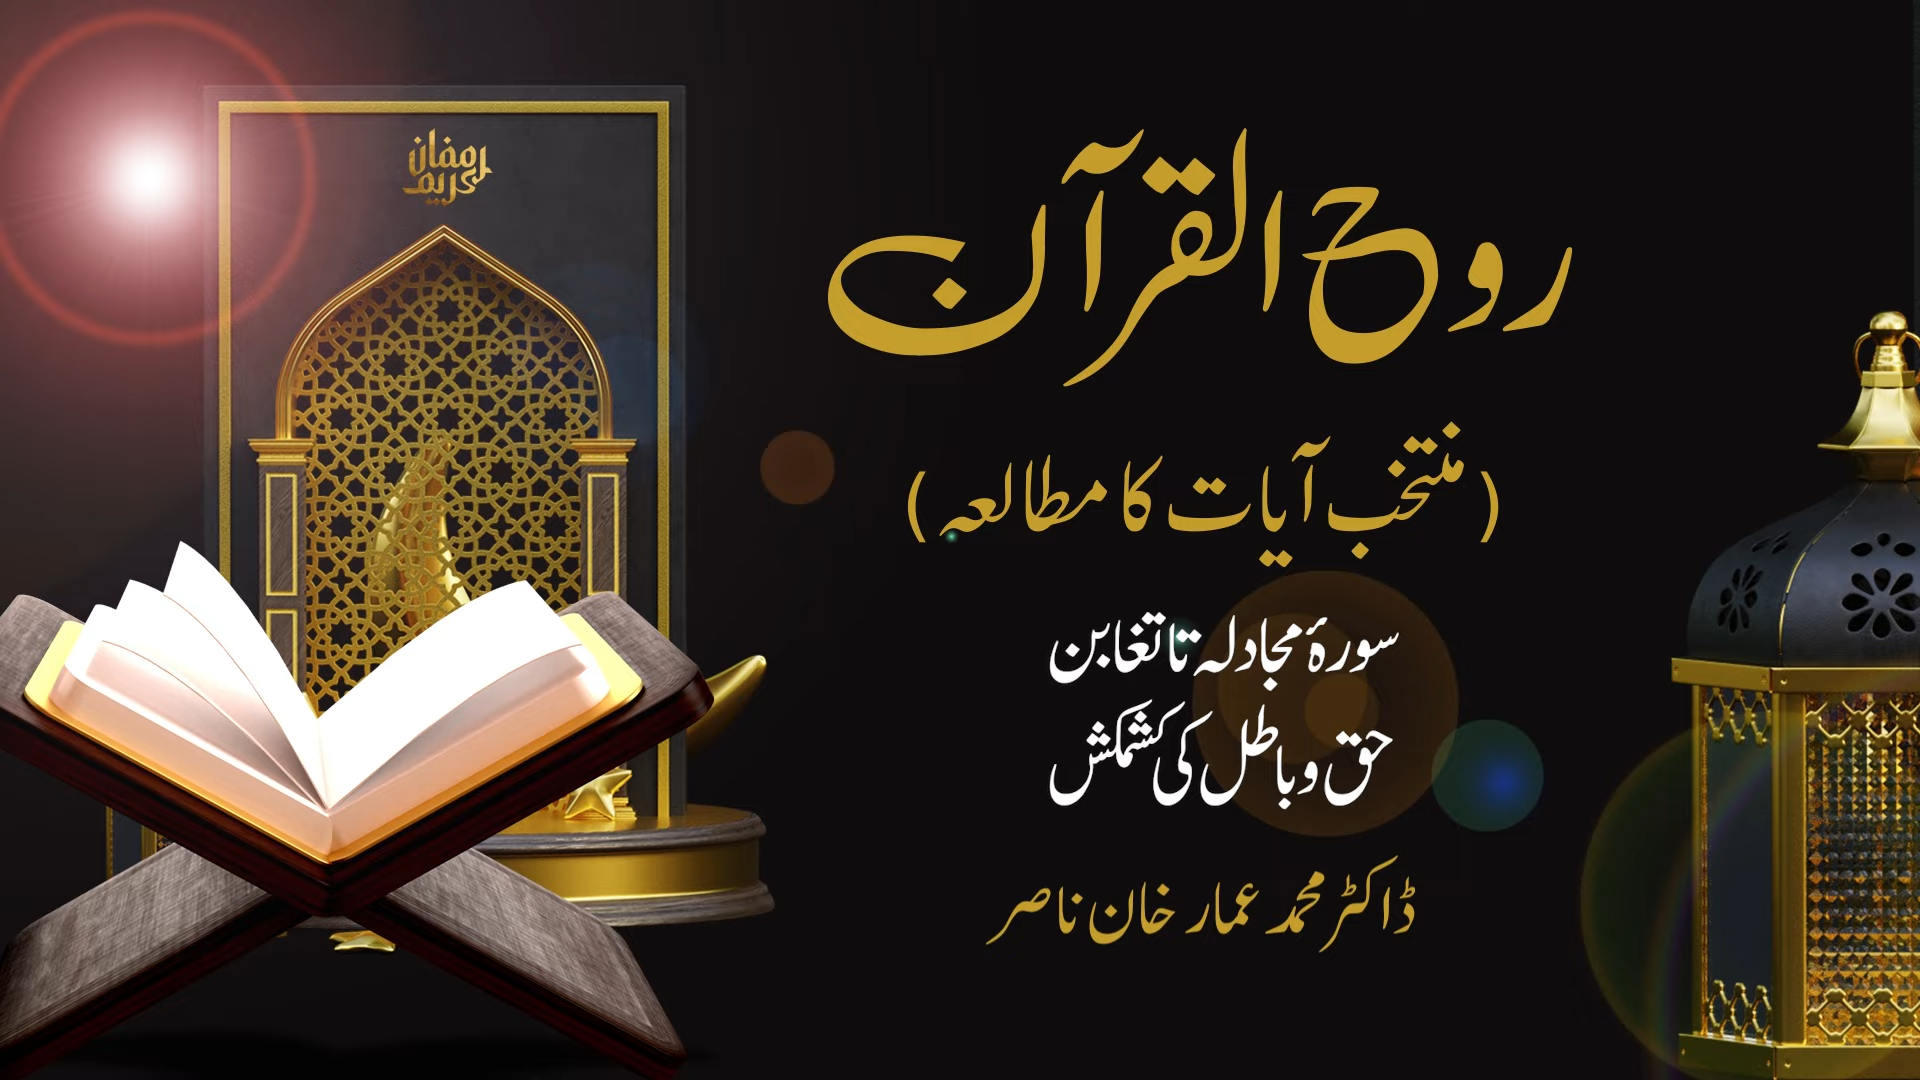 رمضان
كريم
روح القرآن
(منتخب آیات کا مطالعہ)
سورۂ مجادلہ تا تغابن
حق و باطل کی کشمکش
ڈاکٹر محمد عمار خان ناصر